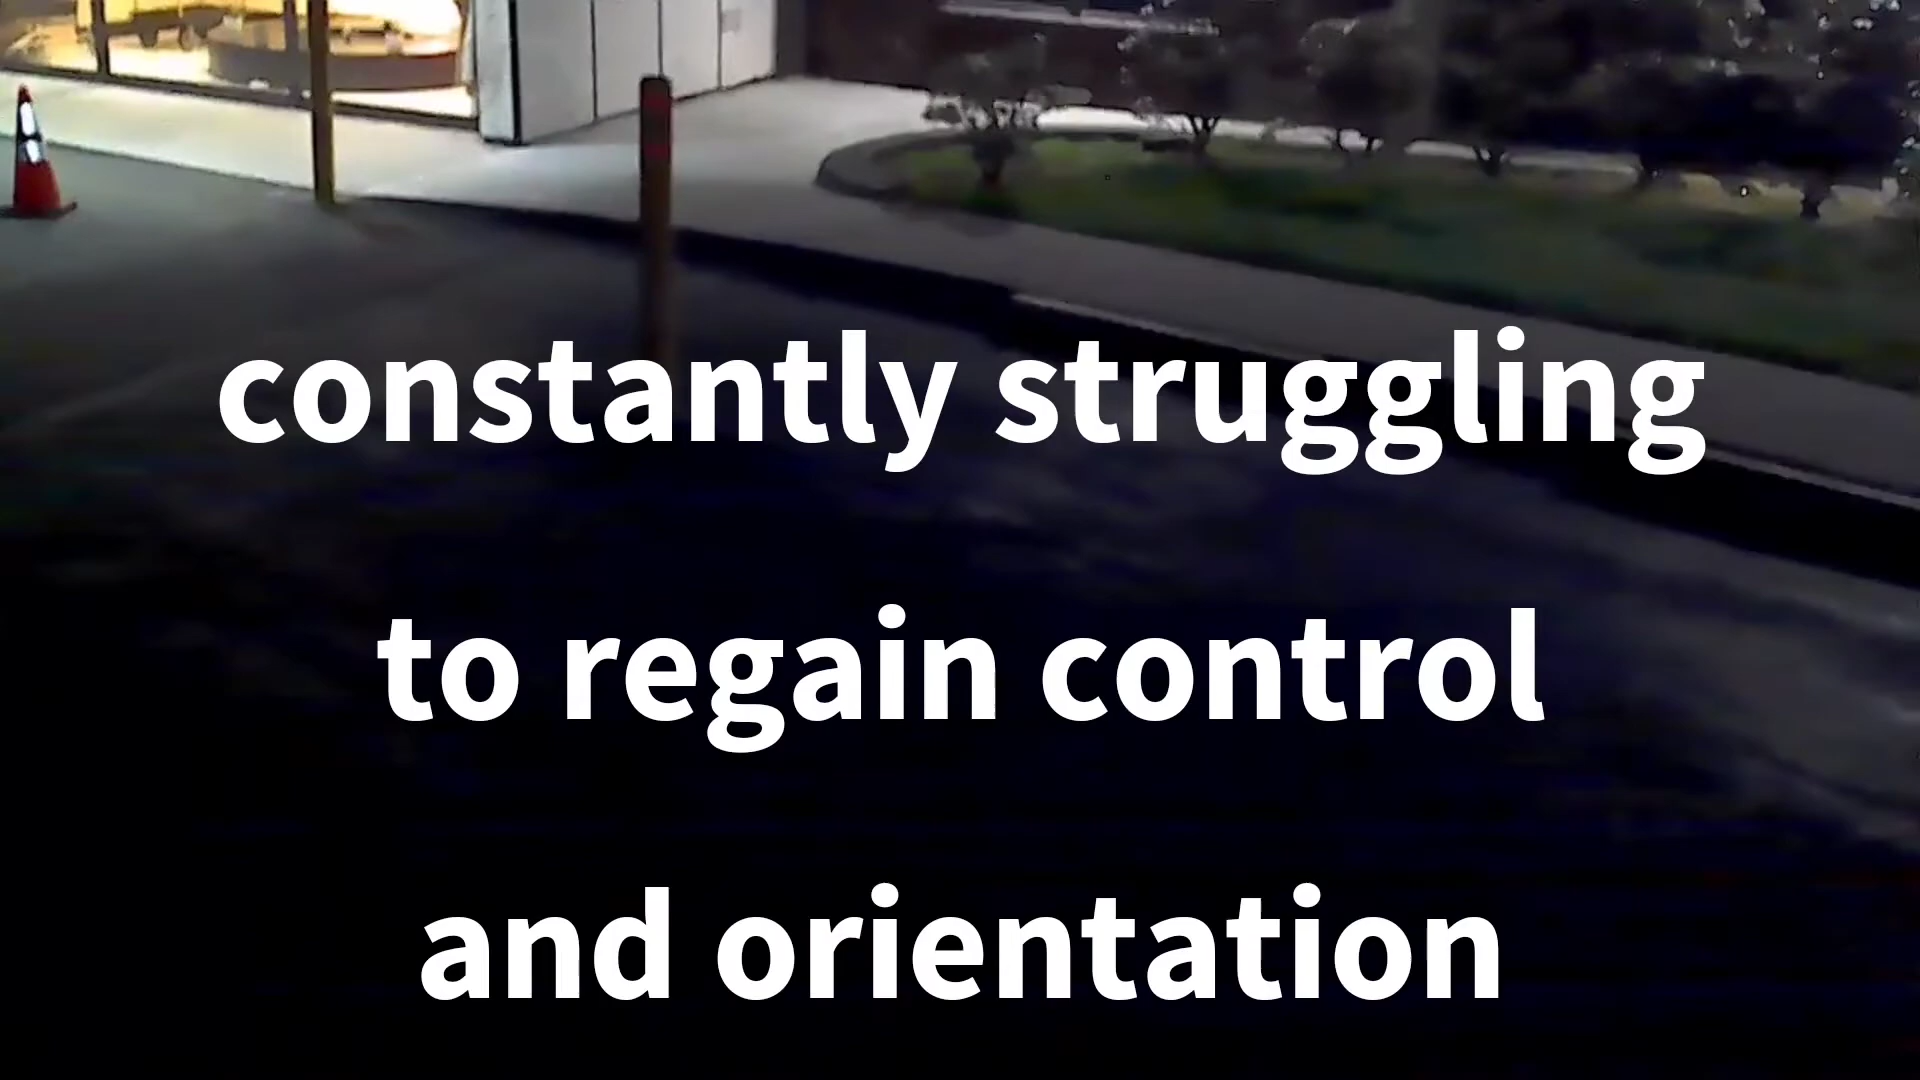 constantly struggling
to regain control
and orientation